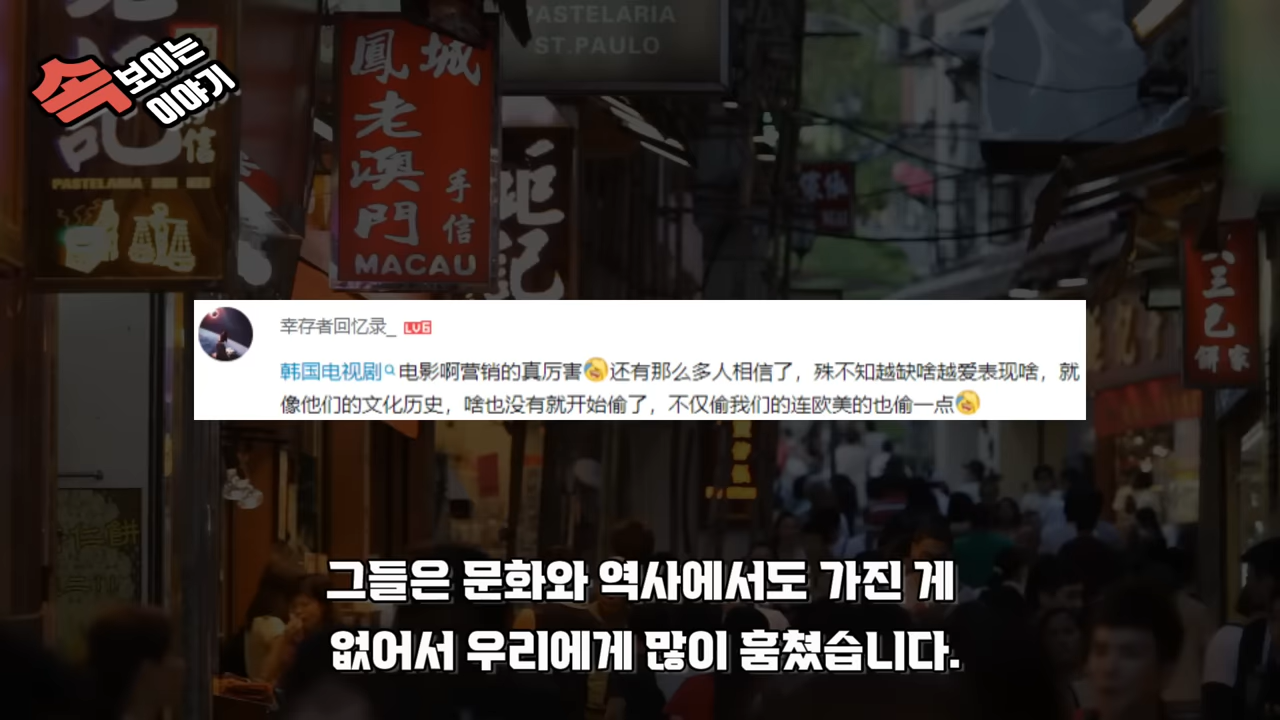 속
보이는
이야기
PASTELARIA
ST.PAULO
鳳城
老
澳
門
手
信
MACAU
記
信
PASTELARIA
鉅
記
幸存者回忆录_ LV6
韩国电视剧 电影啊营销的真厉害还有那么多人相信了，殊不知越缺啥越爱表现啥，就
像他们的文化历史，啥也没有就开始偷了，不仅偷我们的连欧美的也偷一点
그들은 문화와 역사에서도 가진 게
없어서 우리에게 많이 훔쳤습니다.